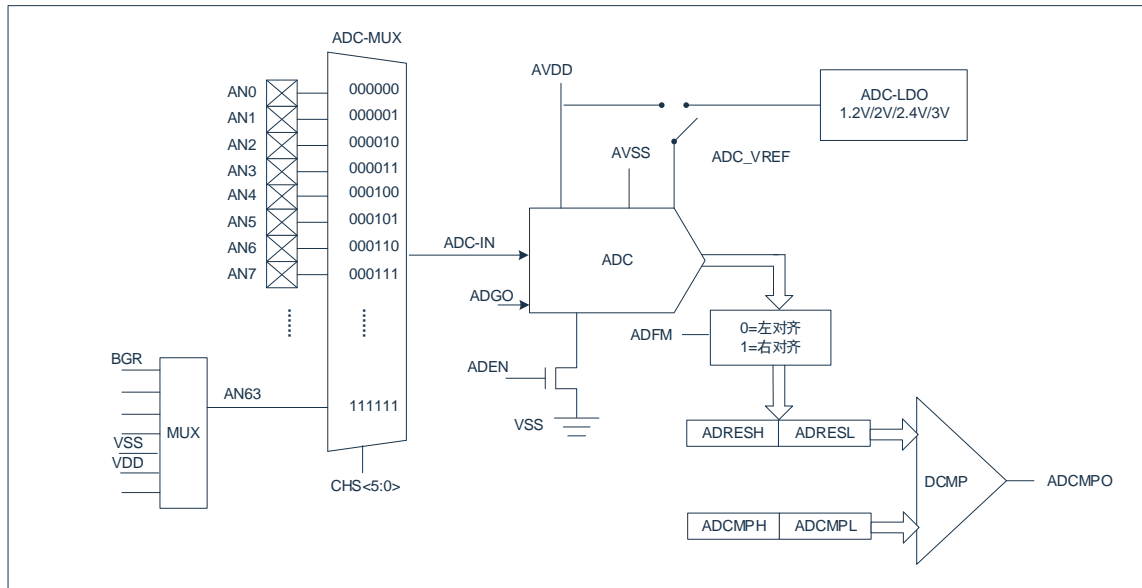 ADC-MUX
AN0
000000
AN1
000001
AN2
000010
AN3
000011
AN4
000100
AN5
000101
AN6
000110
AN7
000111
BGR
VSS
VDD
MUX
AN63
111111
CHS<5:0>
AVDD
AVSS
ADC_VREF
ADC-LDO
1.2V/2V/2.4V/3V
ADC-IN
ADC
ADGO
ADEN
VSS
ADFM
0=左对齐
1=右对齐
ADRESH ADRESL
ADCMPH ADCMPL
DCMP
ADCMPO